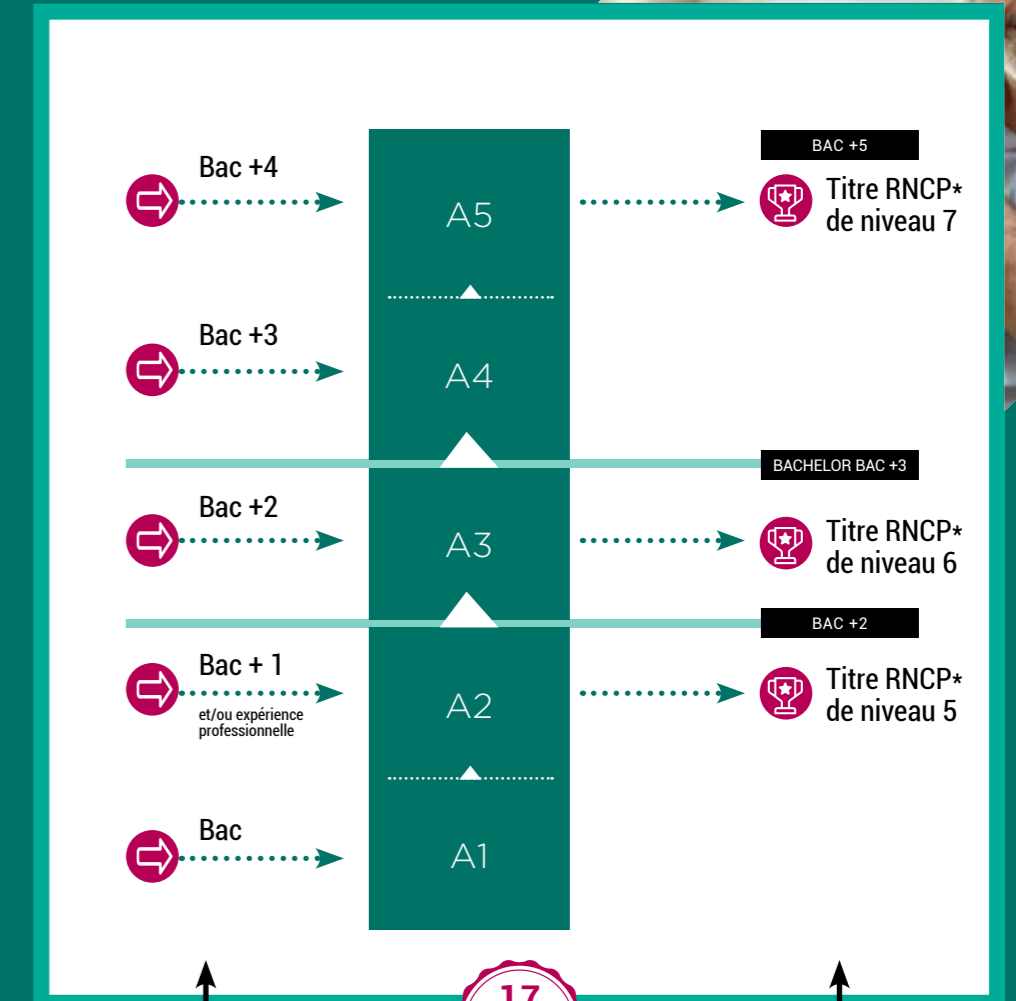 BAC +5
Bac +4
A5
Titre RNCP*
de niveau 7
Bac +3
A4
BACHELOR BAC +3
Bac +2
A3
Titre RNCP*
de niveau 6
BAC +2
Bac + 1
et/ou expérience
professionnelle
A2
Titre RNCP*
de niveau 5
Bac
A1
17